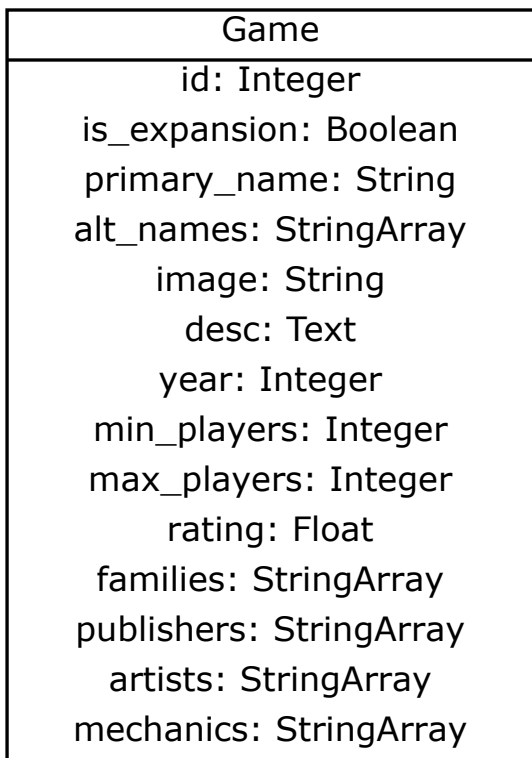 Game
id: Integer
is_expansion: Boolean
primary_name: String
alt_names: StringArray
image: String
desc: Text
year: Integer
min_players: Integer
max_players: Integer
rating: Float
families: StringArray
publishers: StringArray
artists: StringArray
mechanics: StringArray